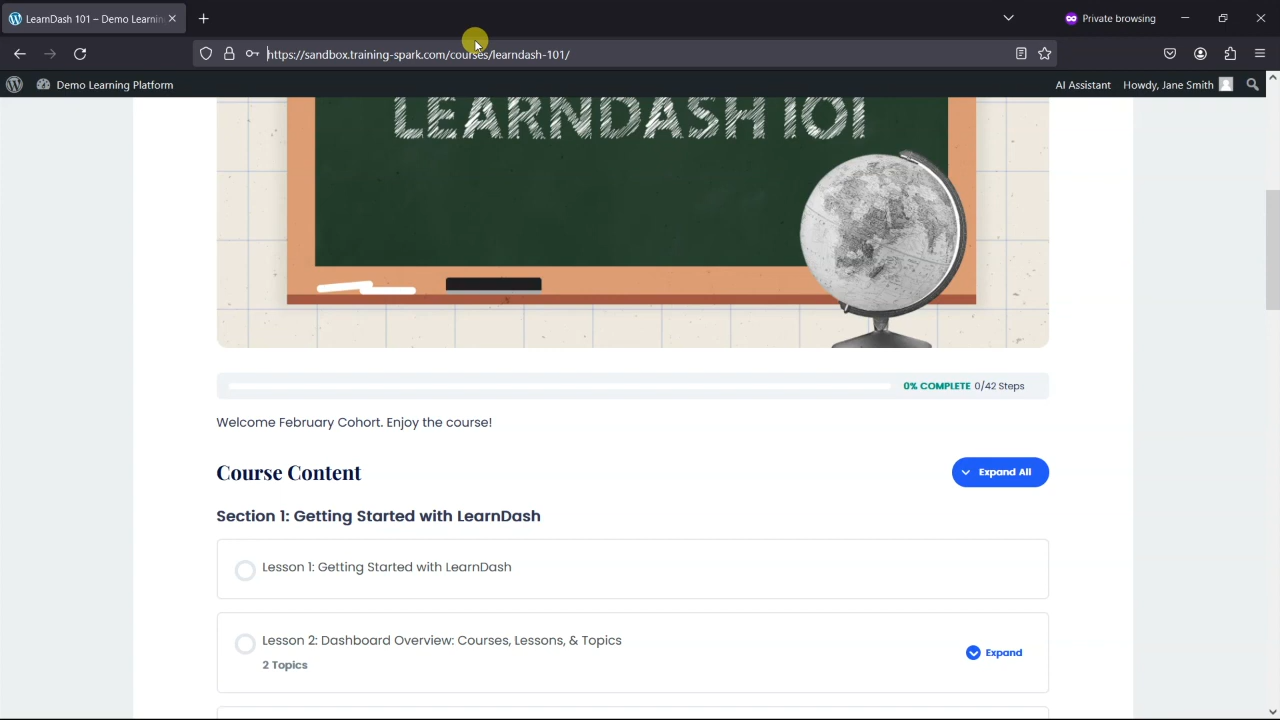 LearnDash 101 – Demo Learnin
Private browsing
https://sandbox.training-spark.com/courses/learndash-101/
Demo Learning Platform
AI Assistant
Howdy, Jane Smith
LEARNDASH 101
0% COMPLETE 0/42 Steps
Welcome February Cohort. Enjoy the course!
Course Content
Expand All
Section 1: Getting Started with LearnDash
Lesson 1: Getting Started with LearnDash
Lesson 2: Dashboard Overview: Courses, Lessons, & Topics
2 Topics
Expand